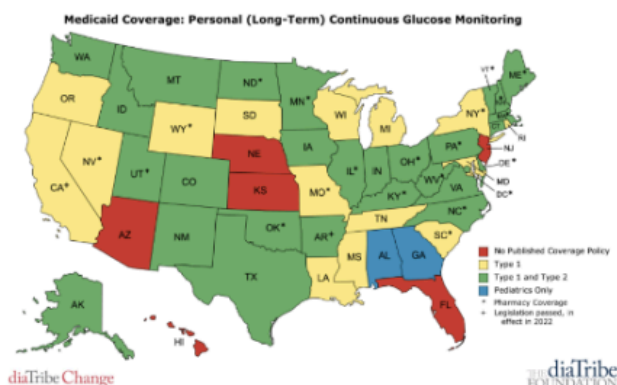 Medicaid Coverage: Personal (Long-Term) Continuous Glucose Monitoring
WA
MT
ND*
MN*
VT*
ME*
OR
ID
SD
WI
MI
NY*
WY*
RI
NE
IA
PA*
NJ
NV*
UT*
CO
IL*
IN
OH*
DE*
CA*
KS
MO*
WV*
VA
MD
DC*
KY*
AZ
NM
OK*
AR*
TN
NC*
SC*
MS
AL
GA
TX
LA
FL
AK
HI
No Published Coverage Policy
Type 1
Type 1 and Type 2
Pediatrics Only
* Pharmacy Coverage
Legislation passed, in
effect in 2022
diaTribe Change
THE diaTribe
FOUNDATION